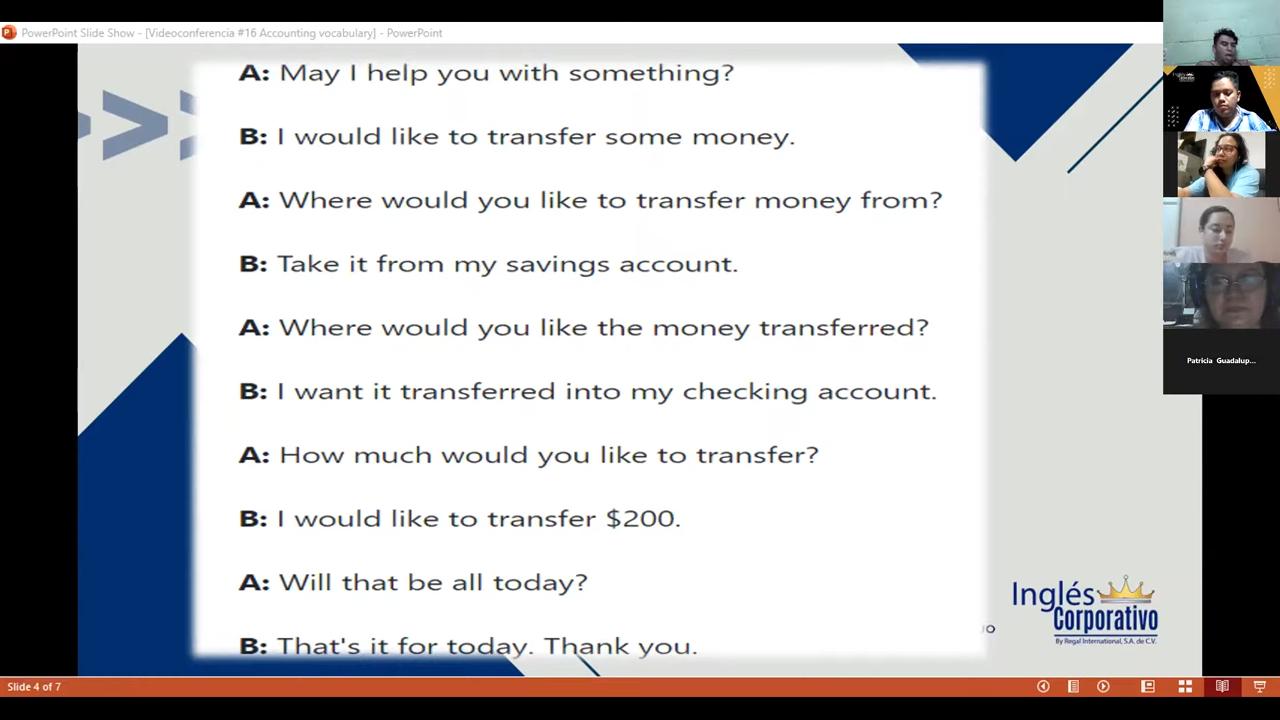 PowerPoint Slide Show - [Videoconferencia #16 Accounting vocabulary] - PowerPoint
A: May I help you with something?
B: I would like to transfer some money.
A: Where would you like to transfer money from?
B: Take it from my savings account.
A: Where would you like the money transferred?
B: I want it transferred into my checking account.
A: How much would you like to transfer?
B: I would like to transfer $200.
A: Will that be all today?
B: That's it for today. Thank you.
Inglés
Corporativo
By Regal International, S.A. de C.V.
Patricia Guadalup...
Slide 4 of 7